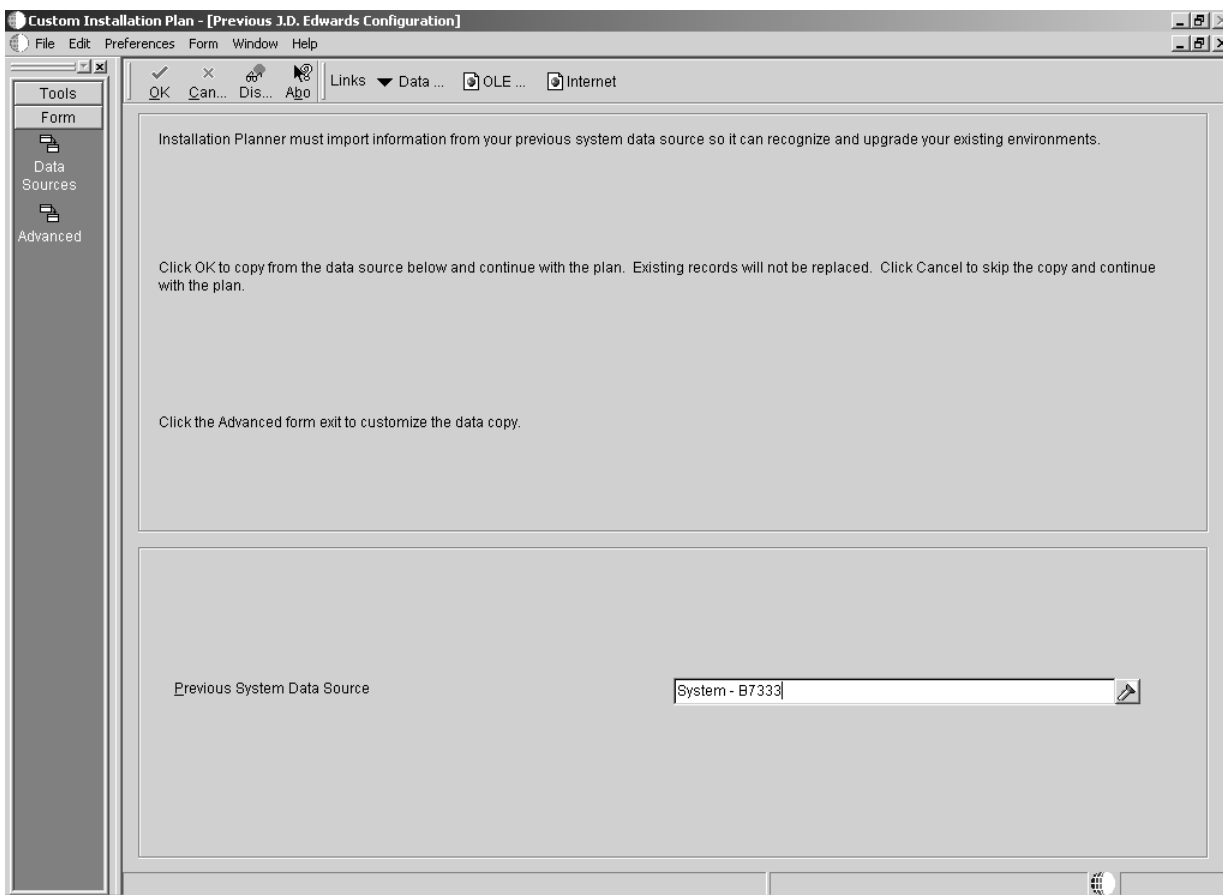 Custom Installation Plan - [Previous J.D. Edwards Configuration]
File Edit Preferences Form Window Help
Tools
Form
Data
Sources
Advanced
OK Can... Dis... Abo Links Data ... OLE ... Internet
Installation Planner must import information from your previous system data source so it can recognize and upgrade your existing environments.
Click OK to copy from the data source below and continue with the plan. Existing records will not be replaced. Click Cancel to skip the copy and continue
with the plan.
Click the Advanced form exit to customize the data copy.
Previous System Data Source System - B7333